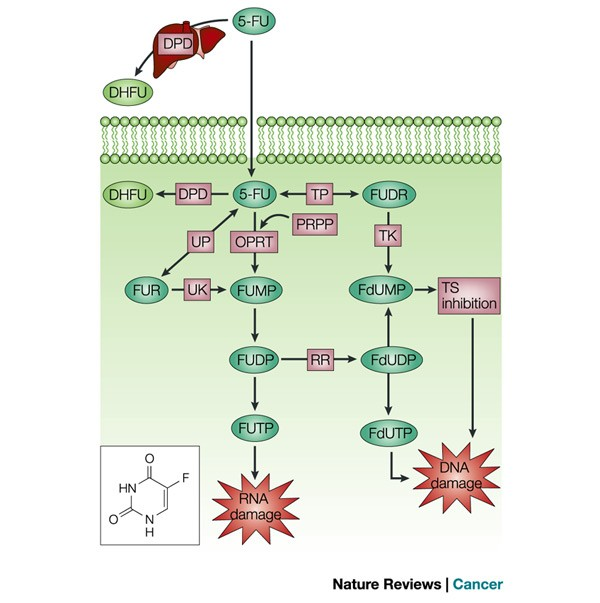 5-FU
DPD
DHFU
DHFU
DPD
5-FU
TP
FUDR
PRPP
UP
OPRT
TK
FUR
UK
FUMP
FdUMP
TS
inhibition
FUDP
RR
FdUDP
FUTP
FdUTP
DNA
damage
RNA
damage
O
F
HN
O
N
H
Nature Reviews | Cancer